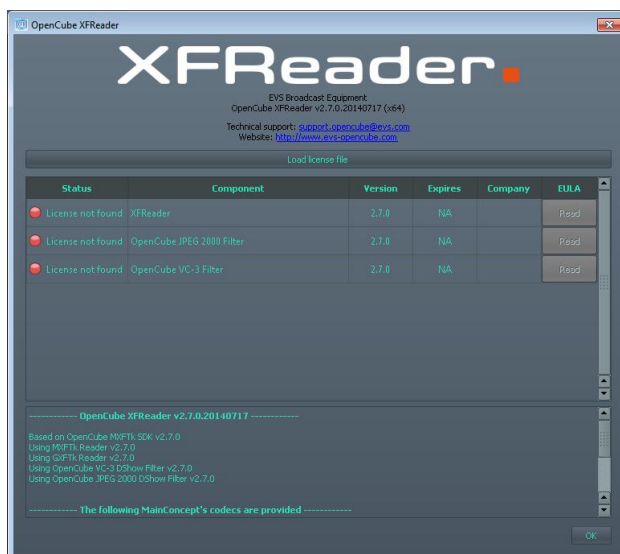 OpenCube XFReader
XFReader.
EVS Broadcast Equipment
OpenCube XFReader v2.7.0.20140717 (x64)
Technical support: support.opencube@evs.com
Website: http://www.evs-opencube.com
Load license file
Status Component Version Expires Company EULA
License not found XFReader 2.7.0 NA Read
License not found OpenCube JPEG 2000 Filter 2.7.0 NA Read
License not found OpenCube VC-3 Filter 2.7.0 NA Read
------------ OpenCube XFReader v2.7.0.20140717 ------------
Based on OpenCube MXFTk SDK v2.7.0
Using MXFTk Reader v2.7.0
Using GXFTk Reader v2.7.0
Using OpenCube VC-3 DShow Filter v2.7.0
Using OpenCube JPEG 2000 DShow Filter v2.7.0
------------ The following MainConcept's codecs are provided ------------
OK